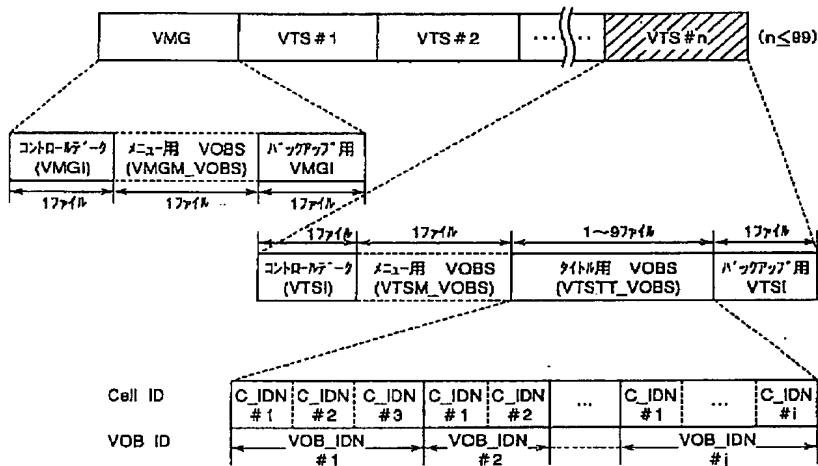 VMG VTS#1 VTS#2 ...... VTS#n (n≦99)
コントロールデータ メニュー用 VOBS バックアップ用
(VMGI) (VMGM_VOBS) VMGI
1ファイル 1ファイル 1ファイル
1ファイル 1ファイル 1〜9ファイル 1ファイル
コントロールデータ メニュー用 VOBS タイトル用 VOBS バックアップ用
(VTSI) (VTSM_VOBS) (VTSTT_VOBS) VTSI
Cell ID C_IDN C_IDN C_IDN C_IDN C_IDN ... C_IDN ... C_IDN
#1 #2 #3 #1 #2 #1 #i
VOB ID VOB_IDN VOB_IDN VOB_IDN
#1 #2 #j